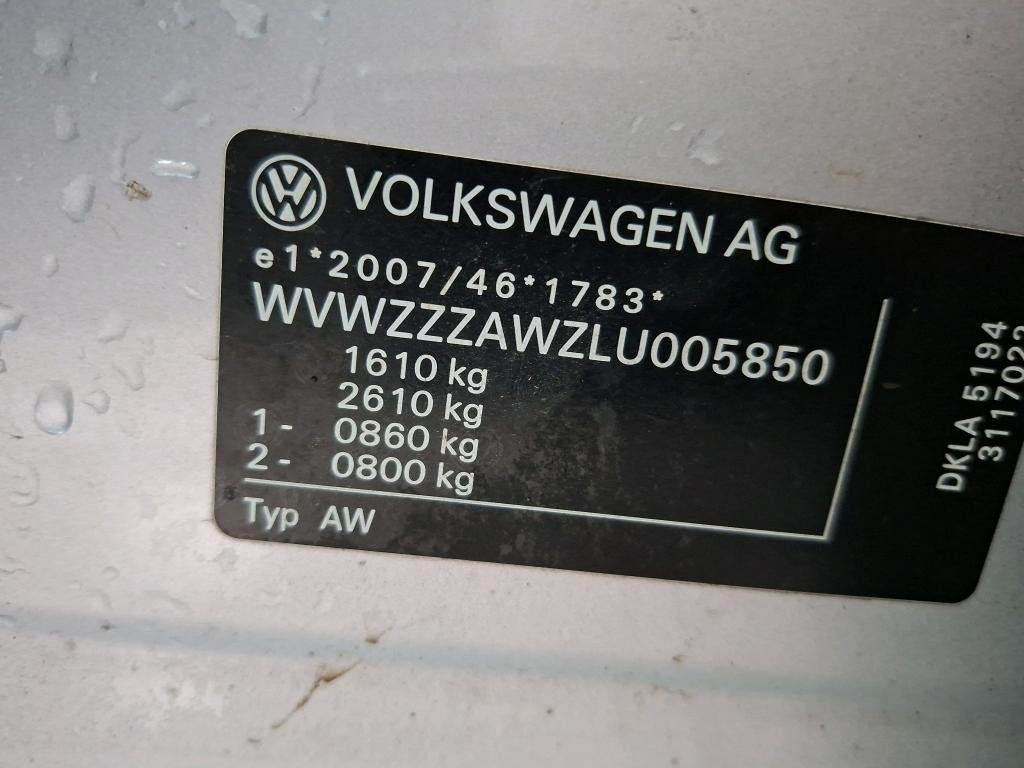 VOLKSWAGEN AG
e1*2007/46*1783*
WVWZZZAWZLU005850
1610 kg
2610 kg
1- 0860 kg
2- 0800 kg
Typ AW
DKLA 5194
3117022